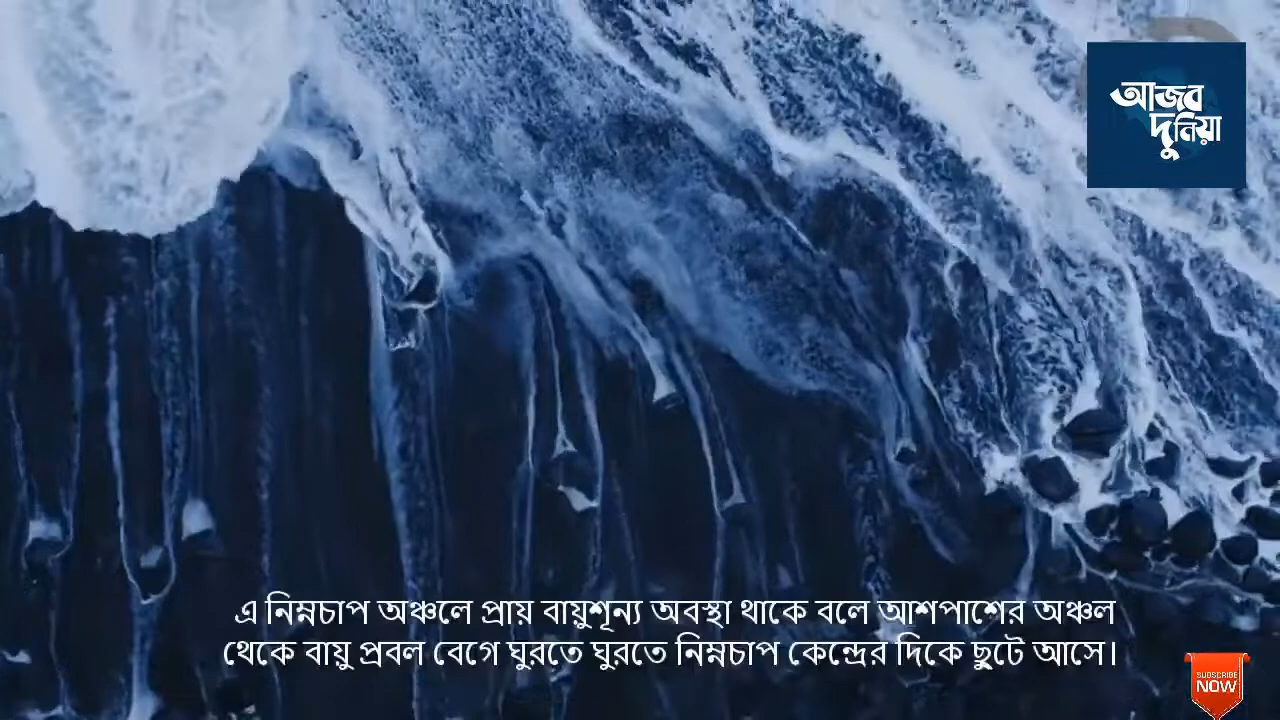 আজব
দুনিয়া
এ নিম্নচাপ অঞ্চলে প্রায় বায়ুশূন্য অবস্থা থাকে বলে আশপাশের অঞ্চল
থেকে বায়ু প্রবল বেগে ঘুরতে ঘুরতে নিম্নচাপ কেন্দ্রের দিকে ছুটে আসে।
SUBSCRIBE
NOW